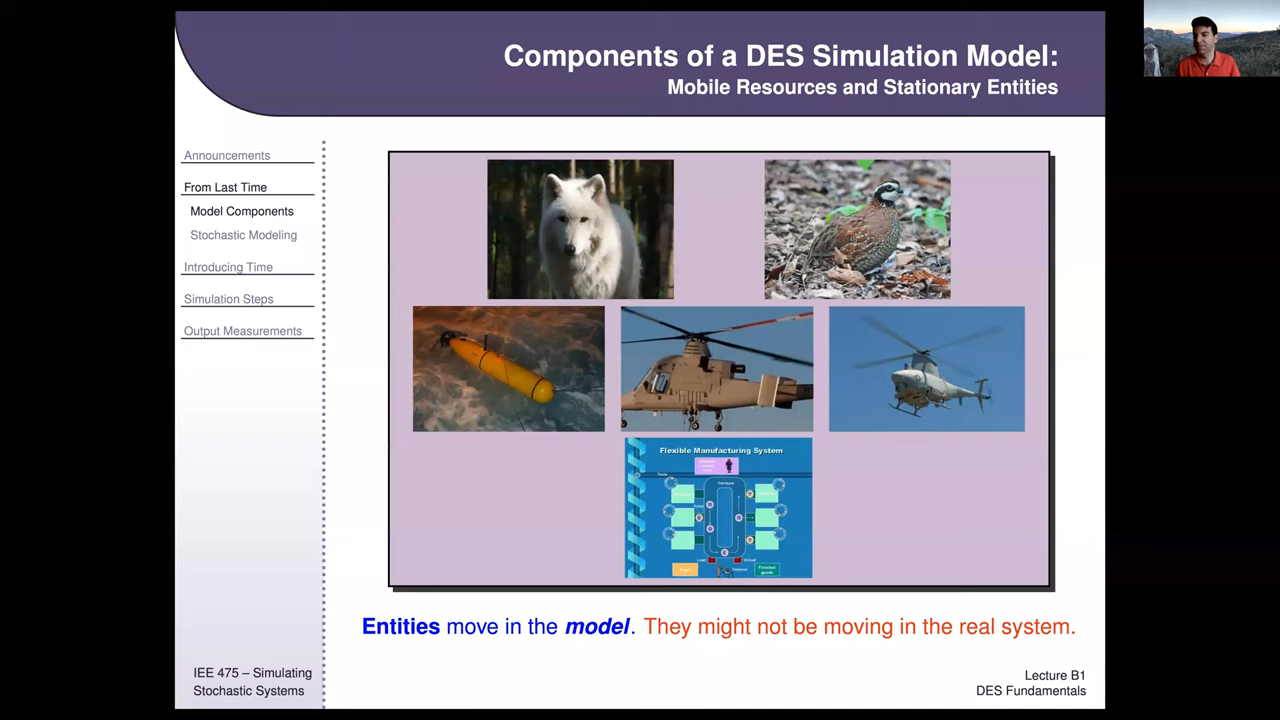 Components of a DES Simulation Model:
Mobile Resources and Stationary Entities
Announcements
From Last Time
Model Components
Stochastic Modeling
Introducing Time
Simulation Steps
Output Measurements
Flexible Manufacturing System
Conveyor
Finished
goods
Entities move in the model. They might not be moving in the real system.
IEE 475 – Simulating
Stochastic Systems
Lecture B1
DES Fundamentals